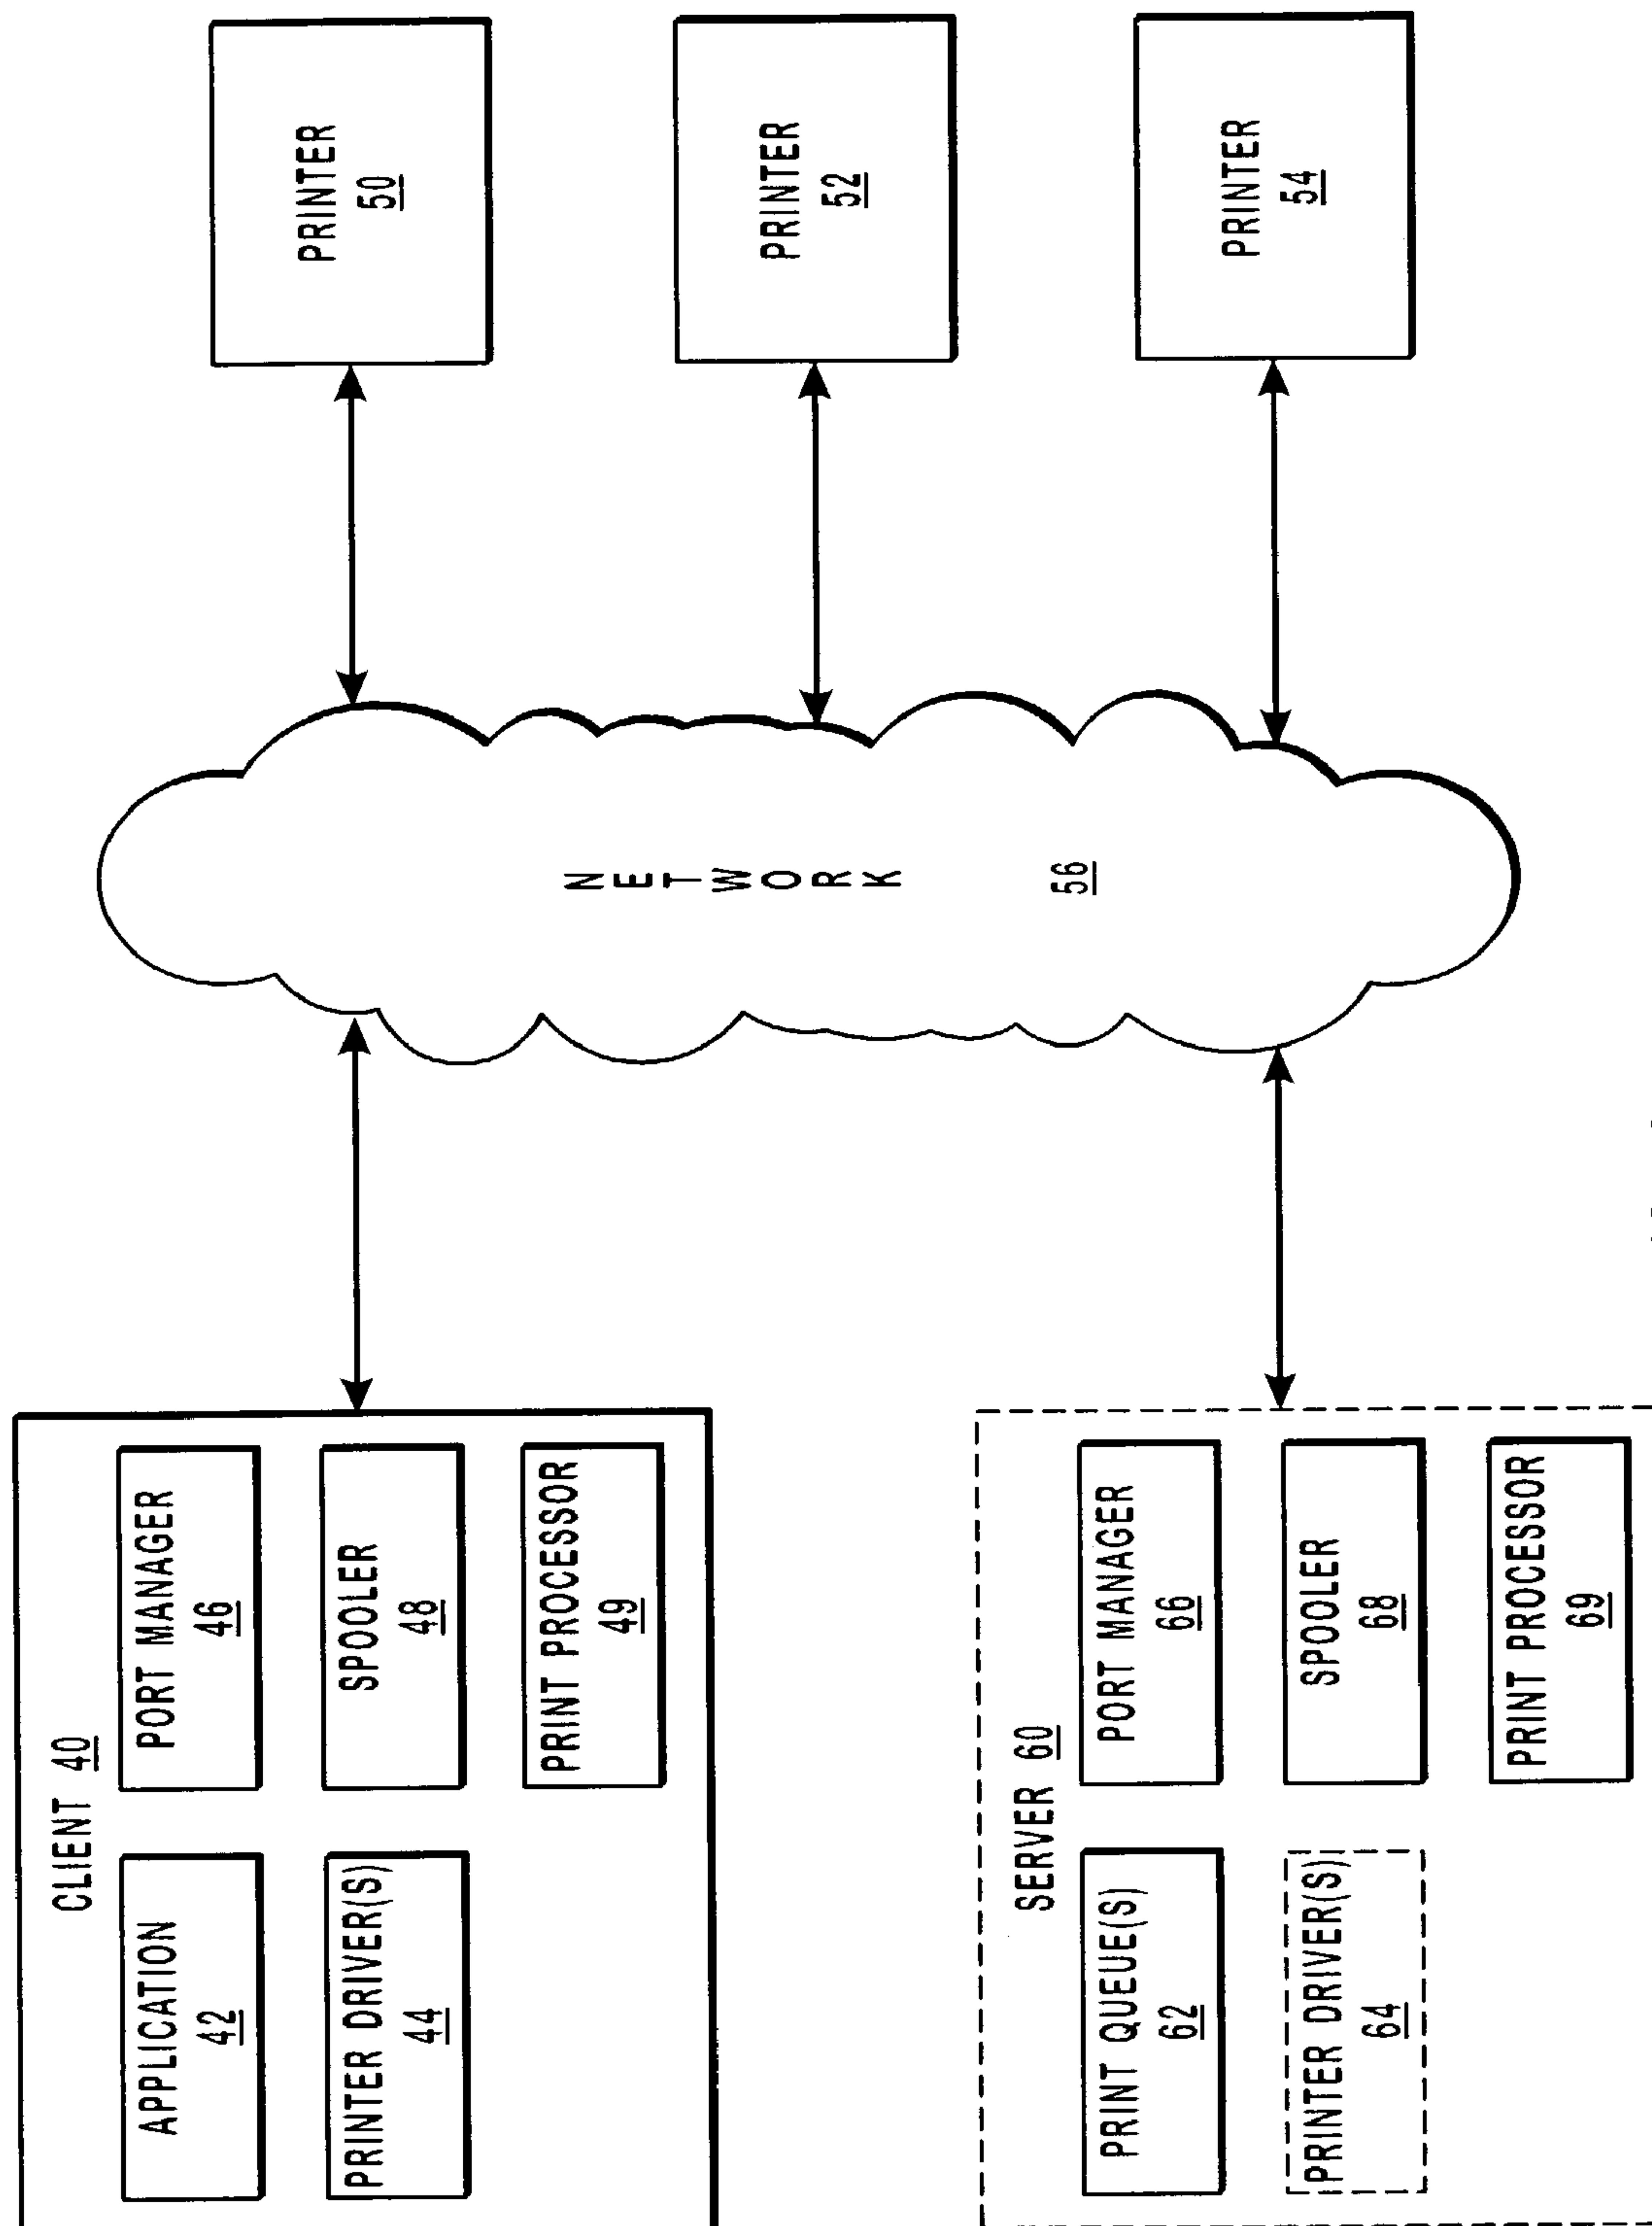 CLIENT 40
APPLICATION
42
PORT MANAGER
46
PRINTER DRIVER(S)
44
SPOOLER
48
PRINT PROCESSOR
49
SERVER 60
PRINT QUEUE(S)
62
PORT MANAGER
66
PRINTER DRIVER(S)
64
SPOOLER
68
PRINT PROCESSOR
69
NETWORK
56
PRINTER
50
PRINTER
52
PRINTER
54